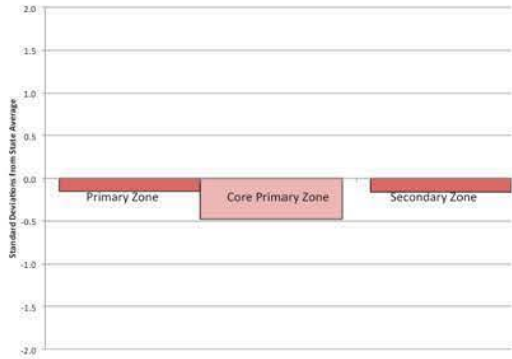 Standard Deviations from State Average
2.0
1.5
1.0
0.5
0.0
-0.5
-1.0
-1.5
-2.0
Primary Zone
Core Primary Zone
Secondary Zone